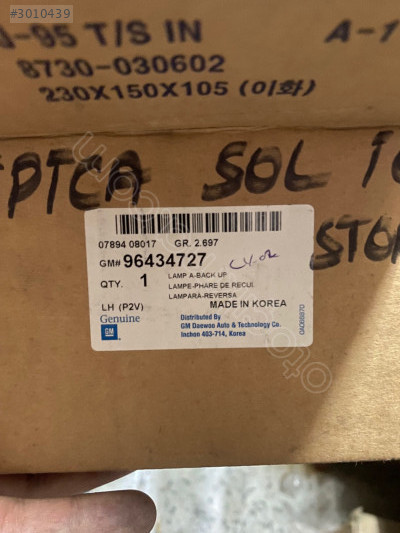 #3010439
-95 T/S IN
A-1
8730-030602
230X150X105 (이화)
PTCA SOL
STO
07894 08017 GR. 2.697
GM# 96434727
QTY. 1
LAMP A-BACK UP
LAMPE-PHARE DE RECUL
LAMPARA-REVERSA
LH (P2V)
MADE IN KOREA
Genuine
GM
Distributed By
GM Daewoo Auto & Technology Co.
Inchon 403-714, Korea